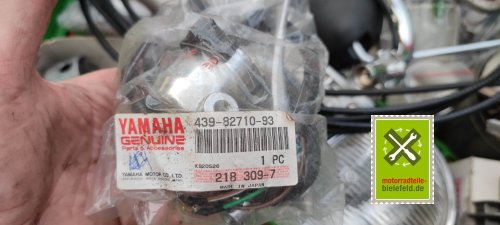 YAMAHA
GENUINE
Parts & Accessories
YAMAHA MOTOR CO., LTD.
439-82710-93
K820526
1 PC
218 309-7
MADE IN JAPAN
motorradteile-
bielefeld.de